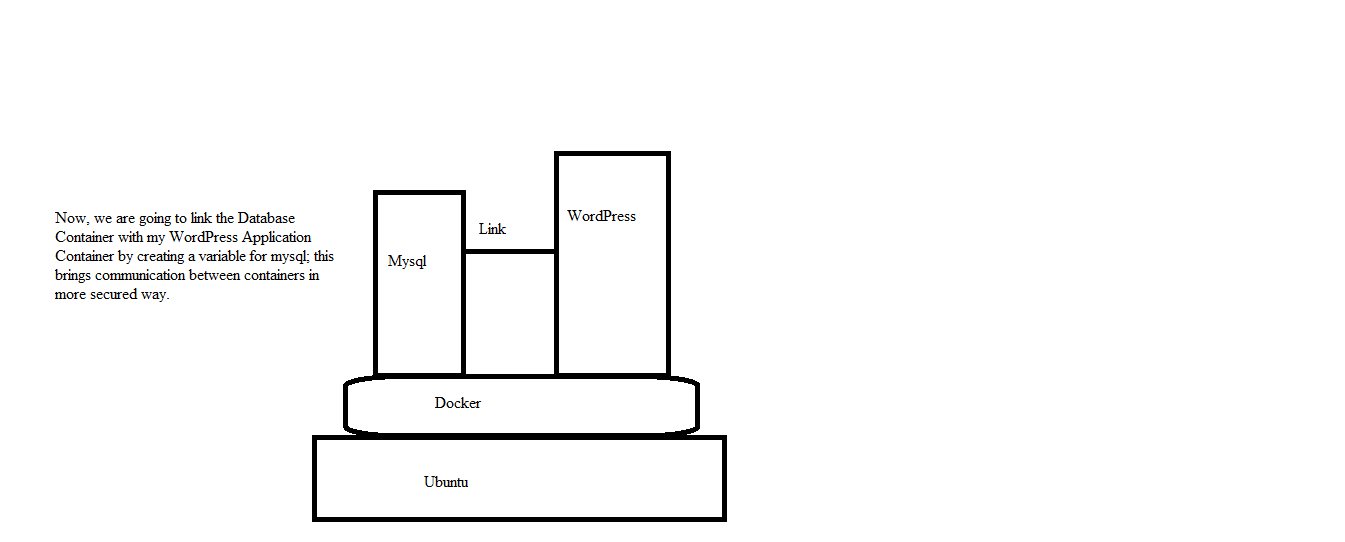 Now, we are going to link the Database
Container with my WordPress Application
Container by creating a variable for mysql; this
brings communication between containers in
more secured way.
Mysql
Link
WordPress
Docker
Ubuntu